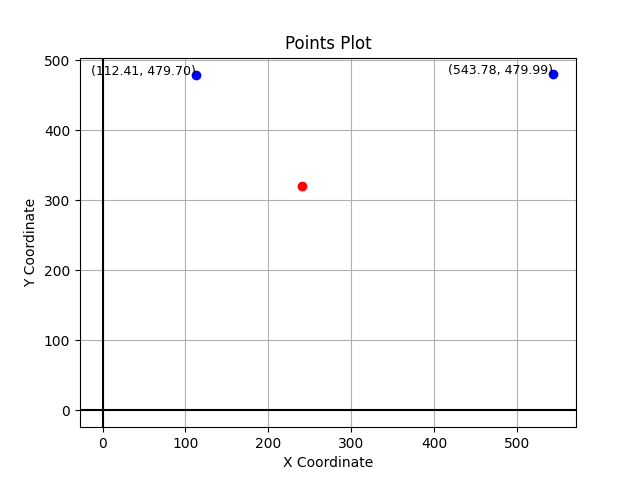 Points Plot
500
(112.41, 479.70)
(543.78, 479.99)
400
300
200
100
0
Y Coordinate
0 100 200 300 400 500
X Coordinate